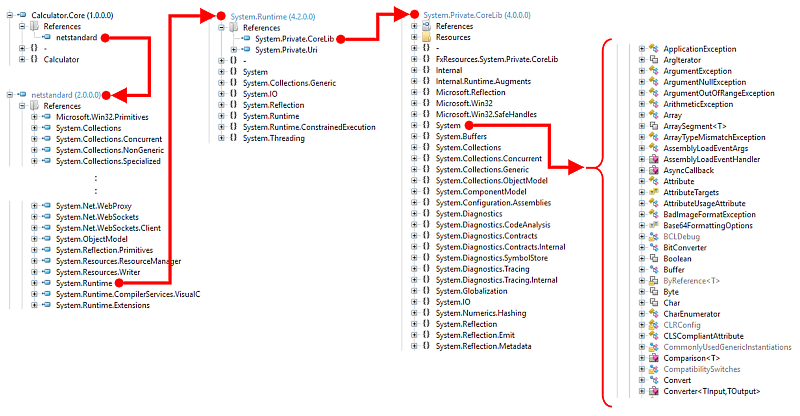 Calculator.Core (1.0.0.0)
References
netstandard
{} -
{} Calculator
netstandard (2.0.0.0)
References
Microsoft.Win32.Primitives
System.Collections
System.Collections.Concurrent
System.Collections.NonGeneric
System.Collections.Specialized
:
:
System.Net.WebProxy
System.Net.WebSockets
System.Net.WebSockets.Client
System.ObjectModel
System.Reflection.Primitives
System.Resources.ResourceManager
System.Resources.Writer
System.Runtime
System.Runtime.CompilerServices.VisualC
System.Runtime.Extensions
System.Runtime (4.2.0.0)
References
System.Private.CoreLib
System.Private.Uri
{} -
{} System
{} System.Collections.Generic
{} System.IO
{} System.Reflection
{} System.Runtime
{} System.Runtime.ConstrainedExecution
{} System.Threading
System.Private.CoreLib (4.0.0.0)
References
Resources
{} -
{} FxResources.System.Private.CoreLib
{} Internal
{} Internal.Runtime.Augments
{} Microsoft.Reflection
{} Microsoft.Win32
{} Microsoft.Win32.SafeHandles
{} System
{} System.Buffers
{} System.Collections
{} System.Collections.Concurrent
{} System.Collections.Generic
{} System.Collections.ObjectModel
{} System.ComponentModel
{} System.Configuration.Assemblies
{} System.Diagnostics
{} System.Diagnostics.CodeAnalysis
{} System.Diagnostics.Contracts
{} System.Diagnostics.Contracts.Internal
{} System.Diagnostics.SymbolStore
{} System.Diagnostics.Tracing
{} System.Diagnostics.Tracing.Internal
{} System.Globalization
{} System.IO
{} System.Numerics.Hashing
{} System.Reflection
{} System.Reflection.Emit
{} System.Reflection.Metadata
ApplicationException
ArgIterator
ArgumentException
ArgumentNullException
ArgumentOutOfRangeException
ArithmeticException
Array
ArraySegment<T>
ArrayTypeMismatchException
AssemblyLoadEventArgs
AssemblyLoadEventHandler
AsyncCallback
Attribute
AttributeTargets
AttributeUsageAttribute
BadImageFormatException
Base64FormattingOptions
BCLDebug
BitConverter
Boolean
Buffer
ByReference<T>
Byte
Char
CharEnumerator
CLRConfig
CLSCompliantAttribute
CommonlyUsedGenericInstantiations
Comparison<T>
CompatibilitySwitches
Convert
Converter<TInput,TOutput>